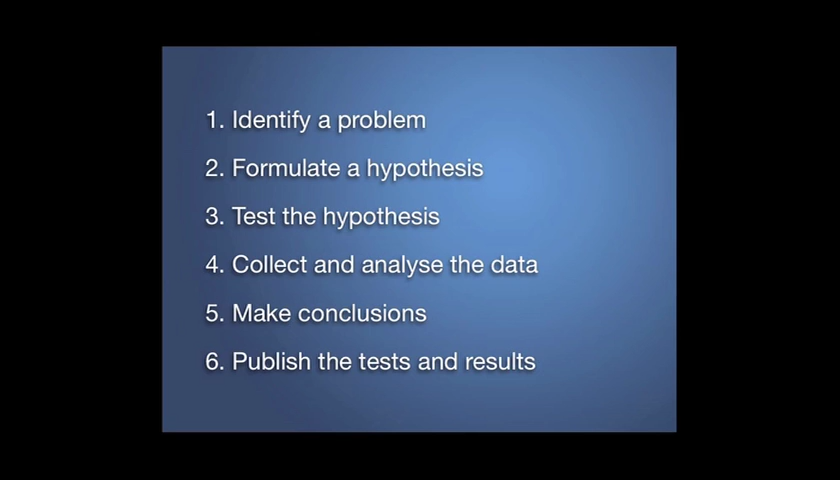 1. Identify a problem
2. Formulate a hypothesis
3. Test the hypothesis
4. Collect and analyse the data
5. Make conclusions
6. Publish the tests and results